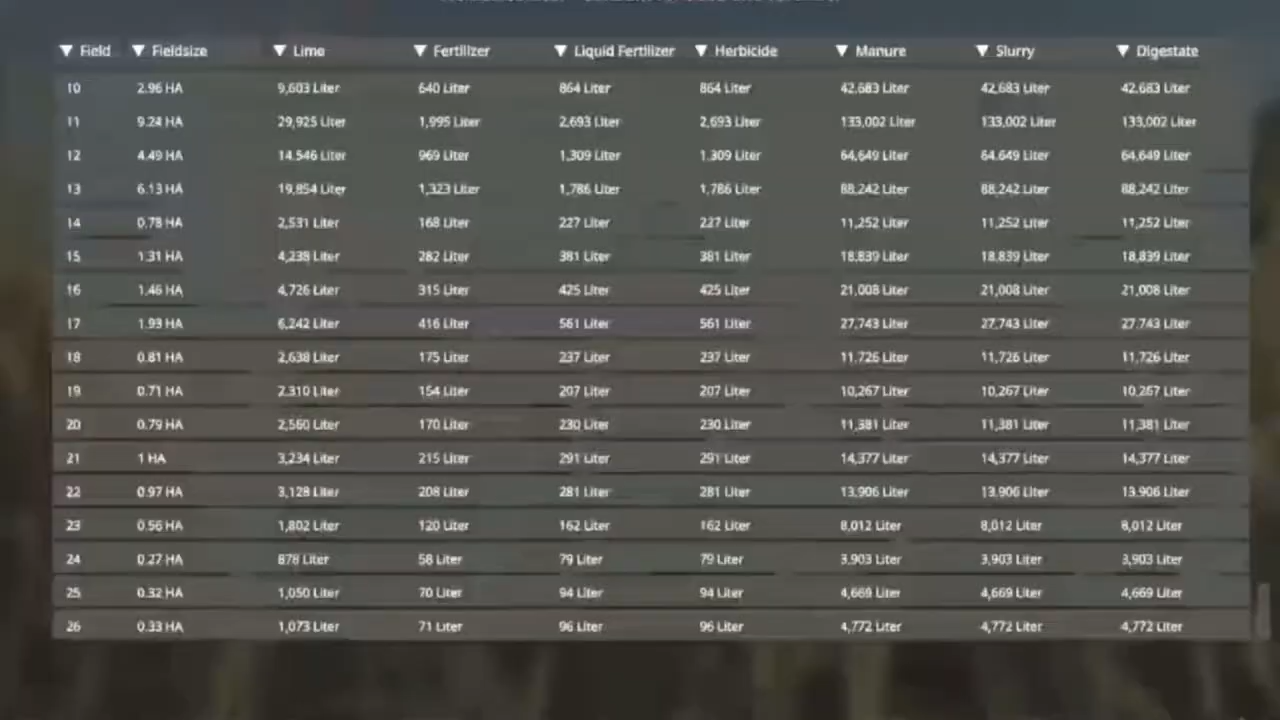 ▼ Field ▼ Fieldsize ▼ Lime ▼ Fertilizer ▼ Liquid Fertilizer ▼ Herbicide ▼ Manure ▼ Slurry ▼ Digestate
10 2.96 HA 9,603 Liter 640 Liter 864 Liter 864 Liter 42,683 Liter 42,683 Liter 42,683 Liter
11 9.24 HA 29,925 Liter 1,995 Liter 2,693 Liter 2,693 Liter 133,002 Liter 133,002 Liter 133,002 Liter
12 4.49 HA 14,546 Liter 969 Liter 1,309 Liter 1,309 Liter 64,649 Liter 64,649 Liter 64,649 Liter
13 6.13 HA 19,854 Liter 1,323 Liter 1,786 Liter 1,786 Liter 88,242 Liter 88,242 Liter 88,242 Liter
14 0.78 HA 2,531 Liter 168 Liter 227 Liter 227 Liter 11,252 Liter 11,252 Liter 11,252 Liter
15 1.31 HA 4,238 Liter 282 Liter 381 Liter 381 Liter 18,839 Liter 18,839 Liter 18,839 Liter
16 1.46 HA 4,726 Liter 315 Liter 425 Liter 425 Liter 21,008 Liter 21,008 Liter 21,008 Liter
17 1.93 HA 6,242 Liter 416 Liter 561 Liter 561 Liter 27,743 Liter 27,743 Liter 27,743 Liter
18 0.81 HA 2,638 Liter 175 Liter 237 Liter 237 Liter 11,726 Liter 11,726 Liter 11,726 Liter
19 0.71 HA 2,310 Liter 154 Liter 207 Liter 207 Liter 10,267 Liter 10,267 Liter 10,267 Liter
20 0.79 HA 2,560 Liter 170 Liter 230 Liter 230 Liter 11,381 Liter 11,381 Liter 11,381 Liter
21 1 HA 3,234 Liter 215 Liter 291 Liter 291 Liter 14,377 Liter 14,377 Liter 14,377 Liter
22 0.97 HA 3,128 Liter 208 Liter 281 Liter 281 Liter 13,906 Liter 13,906 Liter 13,906 Liter
23 0.56 HA 1,802 Liter 120 Liter 162 Liter 162 Liter 8,012 Liter 8,012 Liter 8,012 Liter
24 0.27 HA 878 Liter 58 Liter 79 Liter 79 Liter 3,903 Liter 3,903 Liter 3,903 Liter
25 0.32 HA 1,050 Liter 70 Liter 94 Liter 94 Liter 4,669 Liter 4,669 Liter 4,669 Liter
26 0.33 HA 1,073 Liter 71 Liter 96 Liter 96 Liter 4,772 Liter 4,772 Liter 4,772 Liter